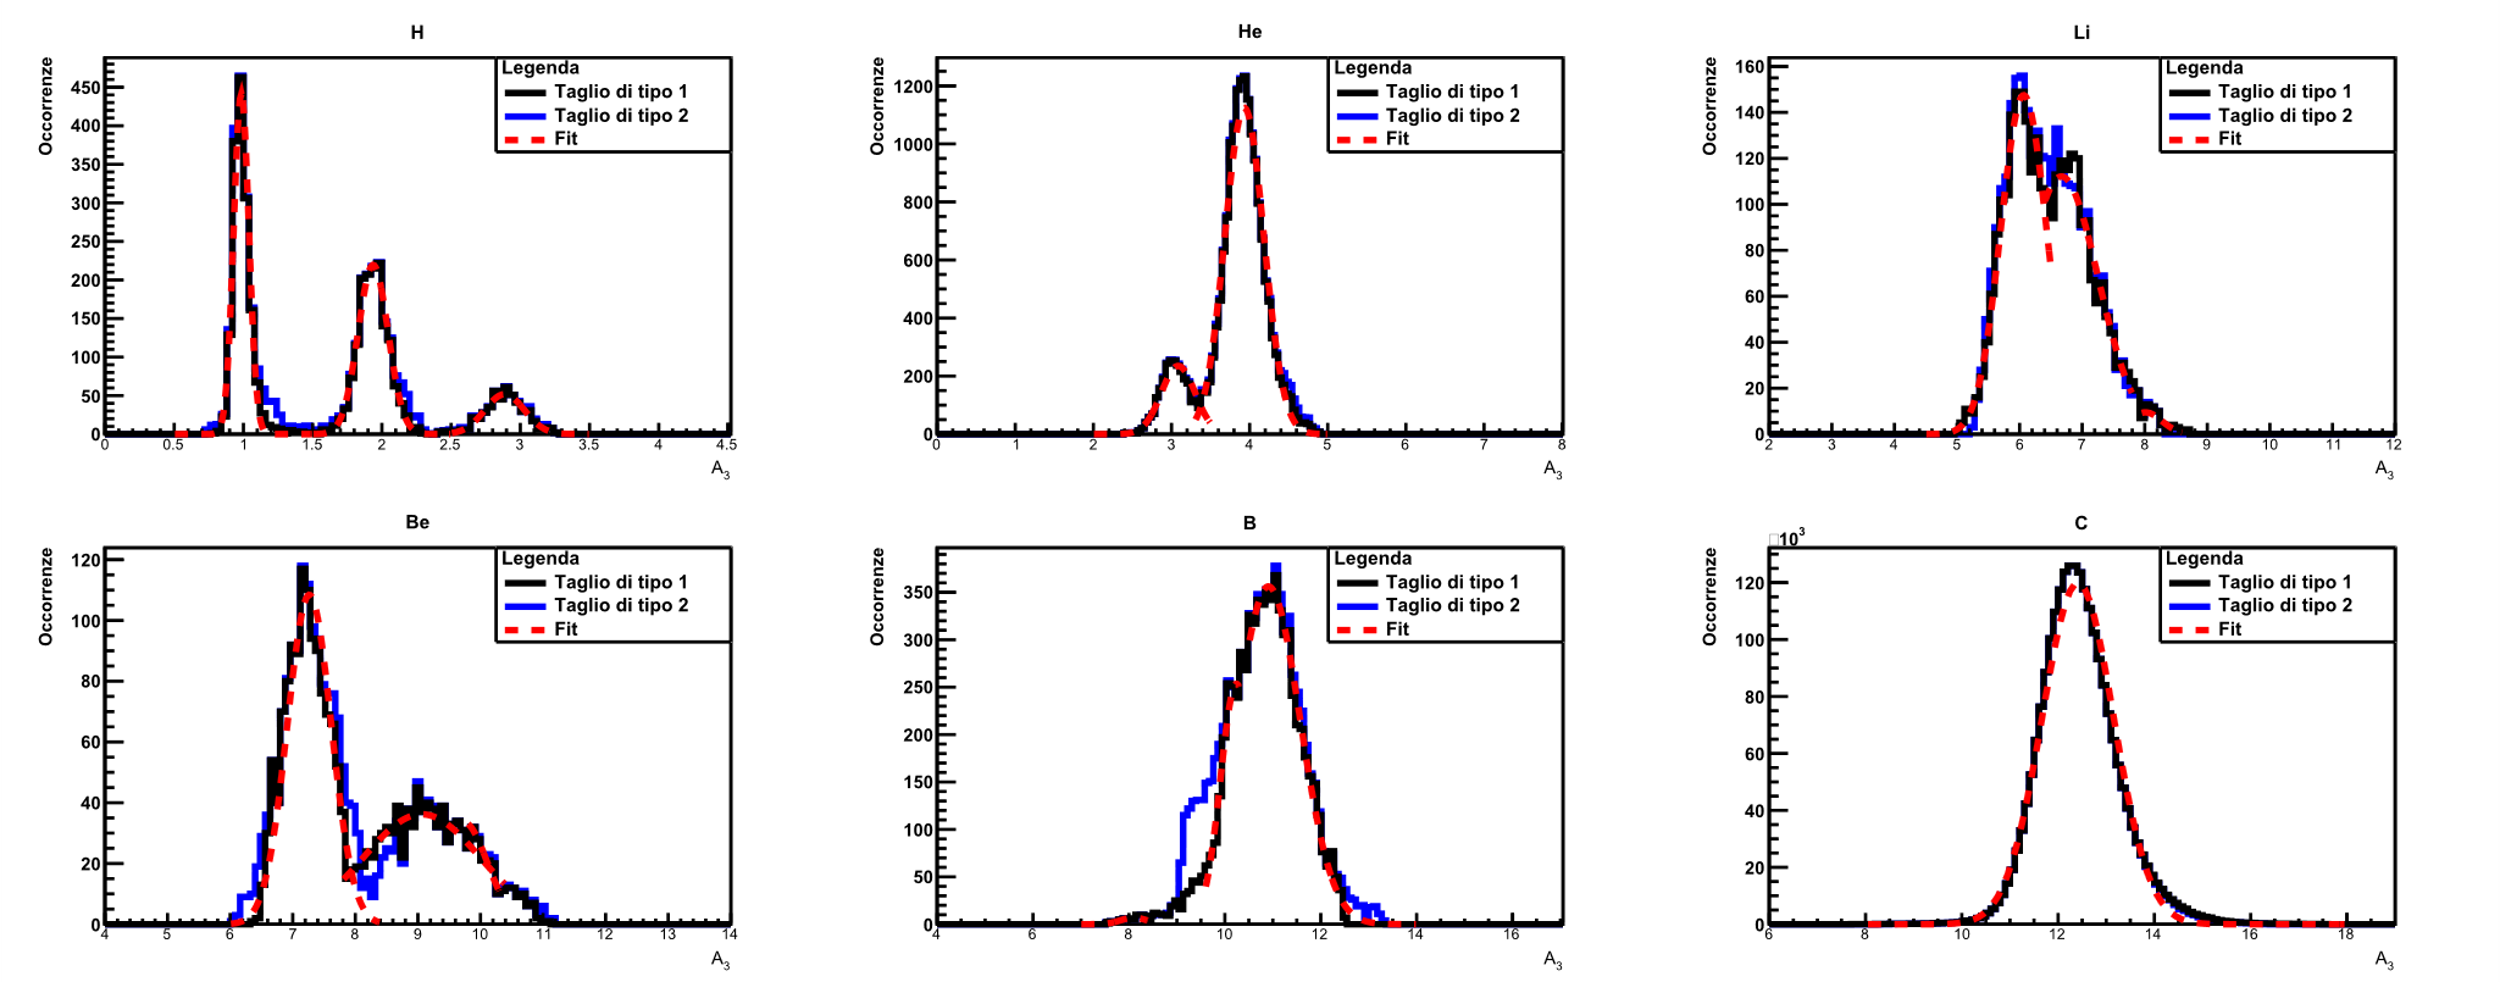 H
Occorrenze
450
400
350
300
250
200
150
100
50
0
0 0.5 1 1.5 2 2.5 3 3.5 4 4.5
A3
Legenda
Taglio di tipo 1
Taglio di tipo 2
Fit
He
Occorrenze
1200
1000
800
600
400
200
0
0 1 2 3 4 5 6 7 8
A3
Legenda
Taglio di tipo 1
Taglio di tipo 2
Fit
Li
Occorrenze
160
140
120
100
80
60
40
20
0
2 3 4 5 6 7 8 9 10 11 12
A3
Legenda
Taglio di tipo 1
Taglio di tipo 2
Fit
Be
Occorrenze
120
100
80
60
40
20
0
4 5 6 7 8 9 10 11 12 13 14
A3
Legenda
Taglio di tipo 1
Taglio di tipo 2
Fit
B
Occorrenze
350
300
250
200
150
100
50
0
4 6 8 10 12 14 16
A3
Legenda
Taglio di tipo 1
Taglio di tipo 2
Fit
C
10^3
Occorrenze
120
100
80
60
40
20
0
6 8 10 12 14 16 18
A3
Legenda
Taglio di tipo 1
Taglio di tipo 2
Fit